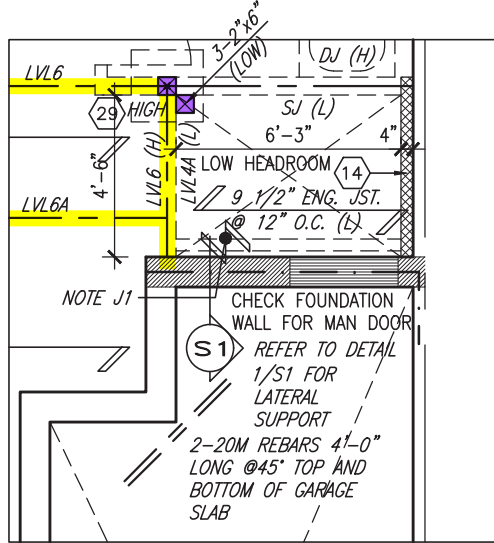 3-2"x6"
(LOW)
DJ (H)
LVL6
29
HIGH
SJ (L)
6'-3"
4"
4'-6"
LVL6 (H)
LVL4A (L)
LOW HEADROOM
14
9 1/2" ENG. JST.
@ 12" O.C. (L)
LVL6A
NOTE J1
CHECK FOUNDATION
WALL FOR MAN DOOR
S1
REFER TO DETAIL
1/S1 FOR
LATERAL
SUPPORT
2-20M REBARS 4'-0"
LONG @45° TOP AND
BOTTOM OF GARAGE
SLAB